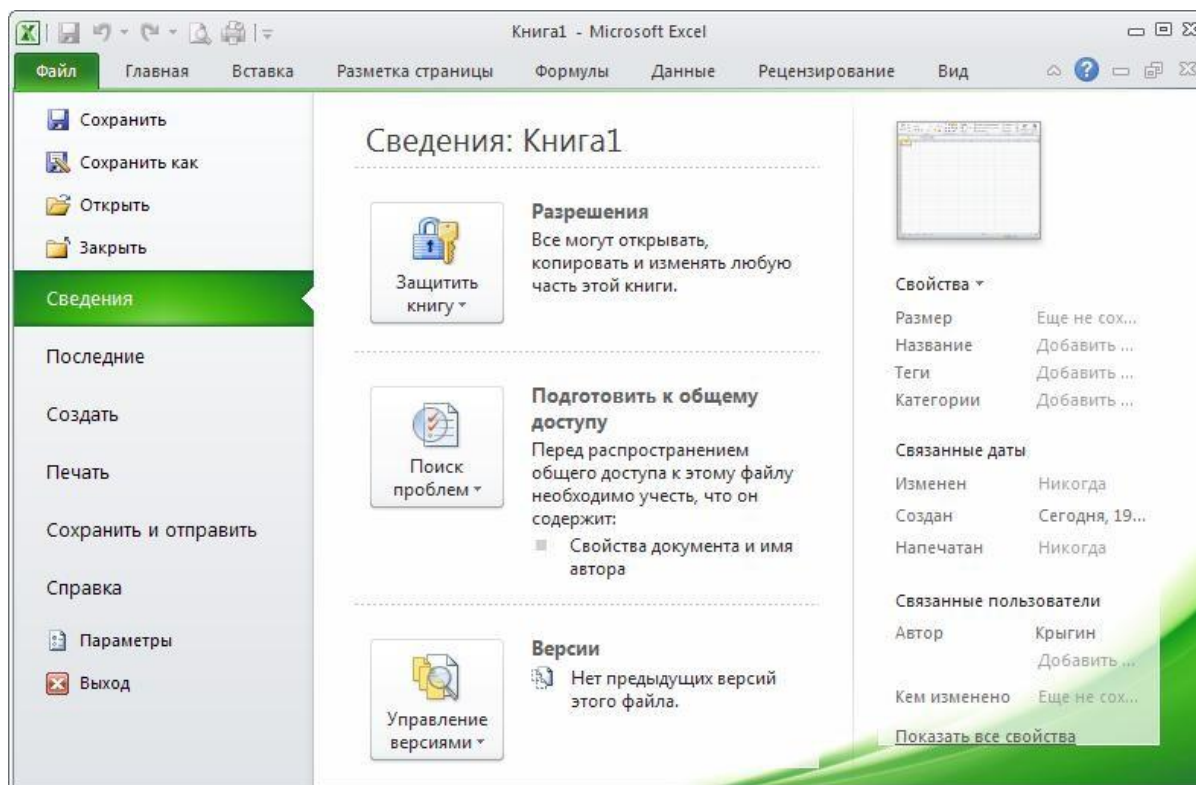 Книга1 - Microsoft Excel
Файл Главная Вставка Разметка страницы Формулы Данные Рецензирование Вид
Сохранить
Сохранить как
Открыть
Закрыть
Сведения
Последние
Создать
Печать
Сохранить и отправить
Справка
Параметры
Выход
Сведения: Книга1
Защитить
книгу
Разрешения
Все могут открывать,
копировать и изменять любую
часть этой книги.
Поиск
проблем
Подготовить к общему
доступу
Перед распространением
общего доступа к этому файлу
необходимо учесть, что он
содержит:
Свойства документа и имя
автора
Управление
версиями
Версии
Нет предыдущих версий
этого файла.
Свойства
Размер Еще не сох...
Название Добавить ...
Теги Добавить ...
Категории Добавить ...
Связанные даты
Изменен Никогда
Создан Сегодня, 19...
Напечатан Никогда
Связанные пользователи
Автор Крыгин
Добавить ...
Кем изменено Еще не сох...
Показать все свойства